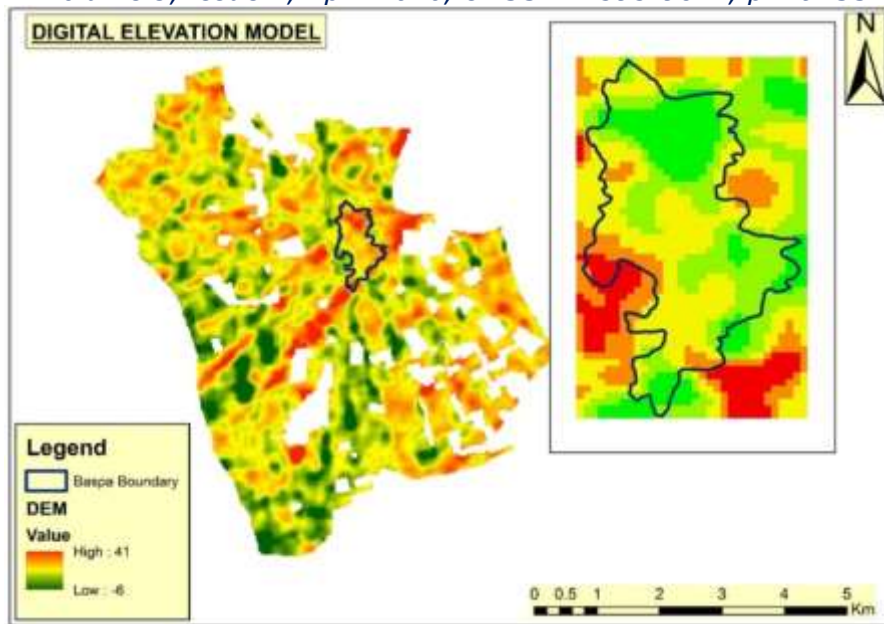 DIGITAL ELEVATION MODEL
N
Legend
Baspa Boundary
DEM
Value
High : 41
Low : -6
0 0.5 1 2 3 4 5
Km